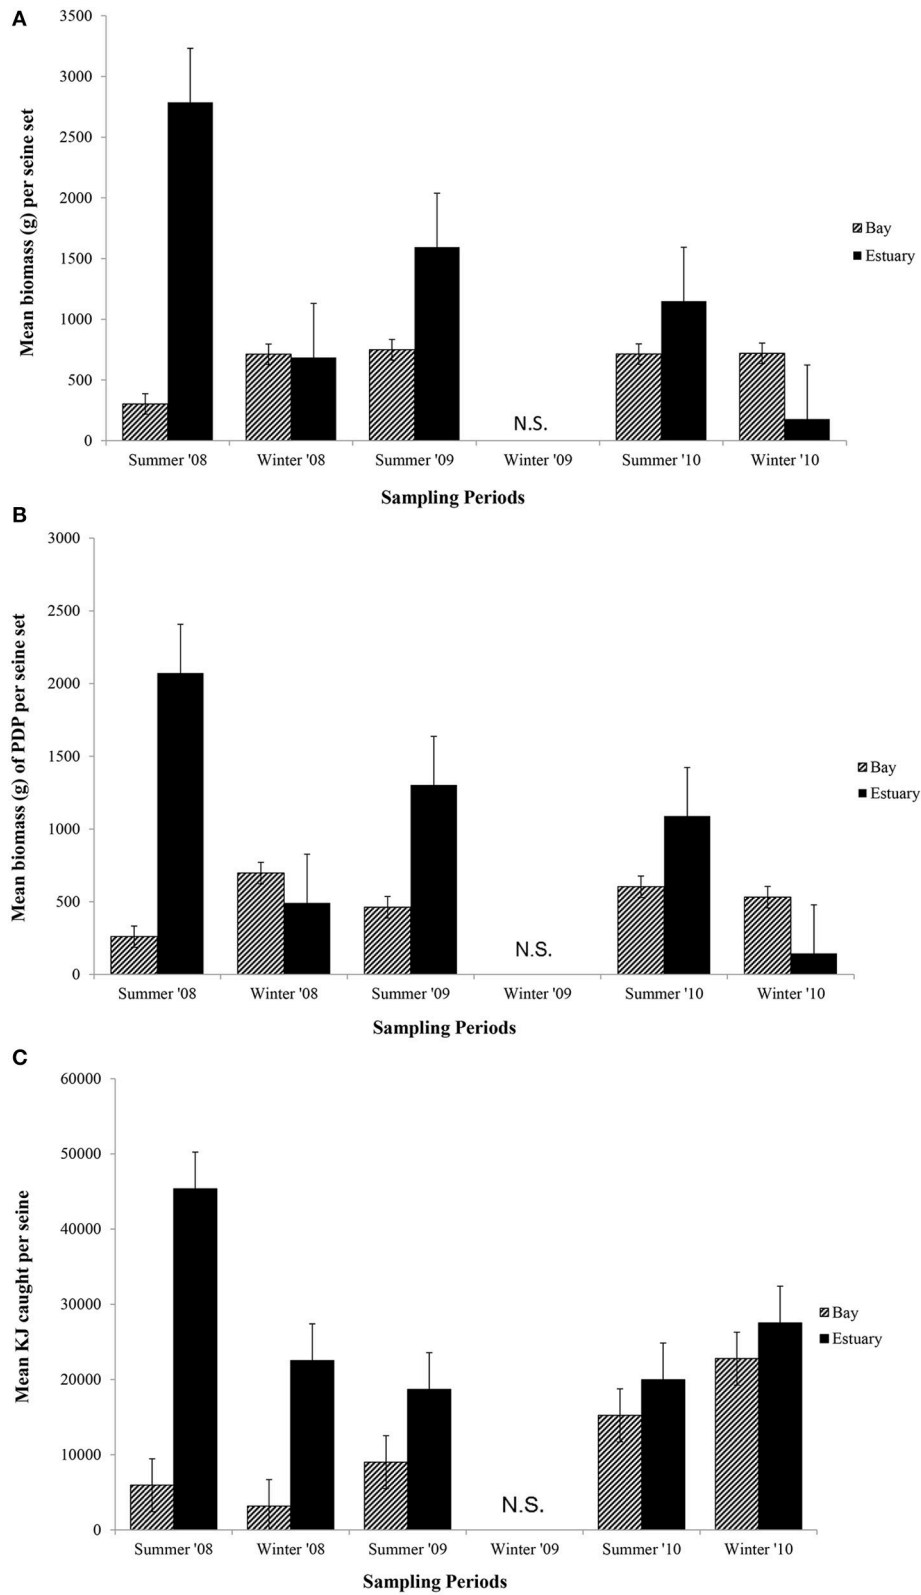 A
Mean biomass (g) per seine set
3500
3000
2500
2000
1500
1000
500
0
N.S.
Summer '08 Winter '08 Summer '09 Winter '09 Summer '10 Winter '10
Sampling Periods
Bay
Estuary
B
Mean biomass (g) of PDP per seine set
3000
2500
2000
1500
1000
500
0
N.S.
Summer '08 Winter '08 Summer '09 Winter '09 Summer '10 Winter '10
Sampling Periods
Bay
Estuary
C
Mean KJ caught per seine
60000
50000
40000
30000
20000
10000
0
N.S.
Summer '08 Winter '08 Summer '09 Winter '09 Summer '10 Winter '10
Sampling Periods
Bay
Estuary